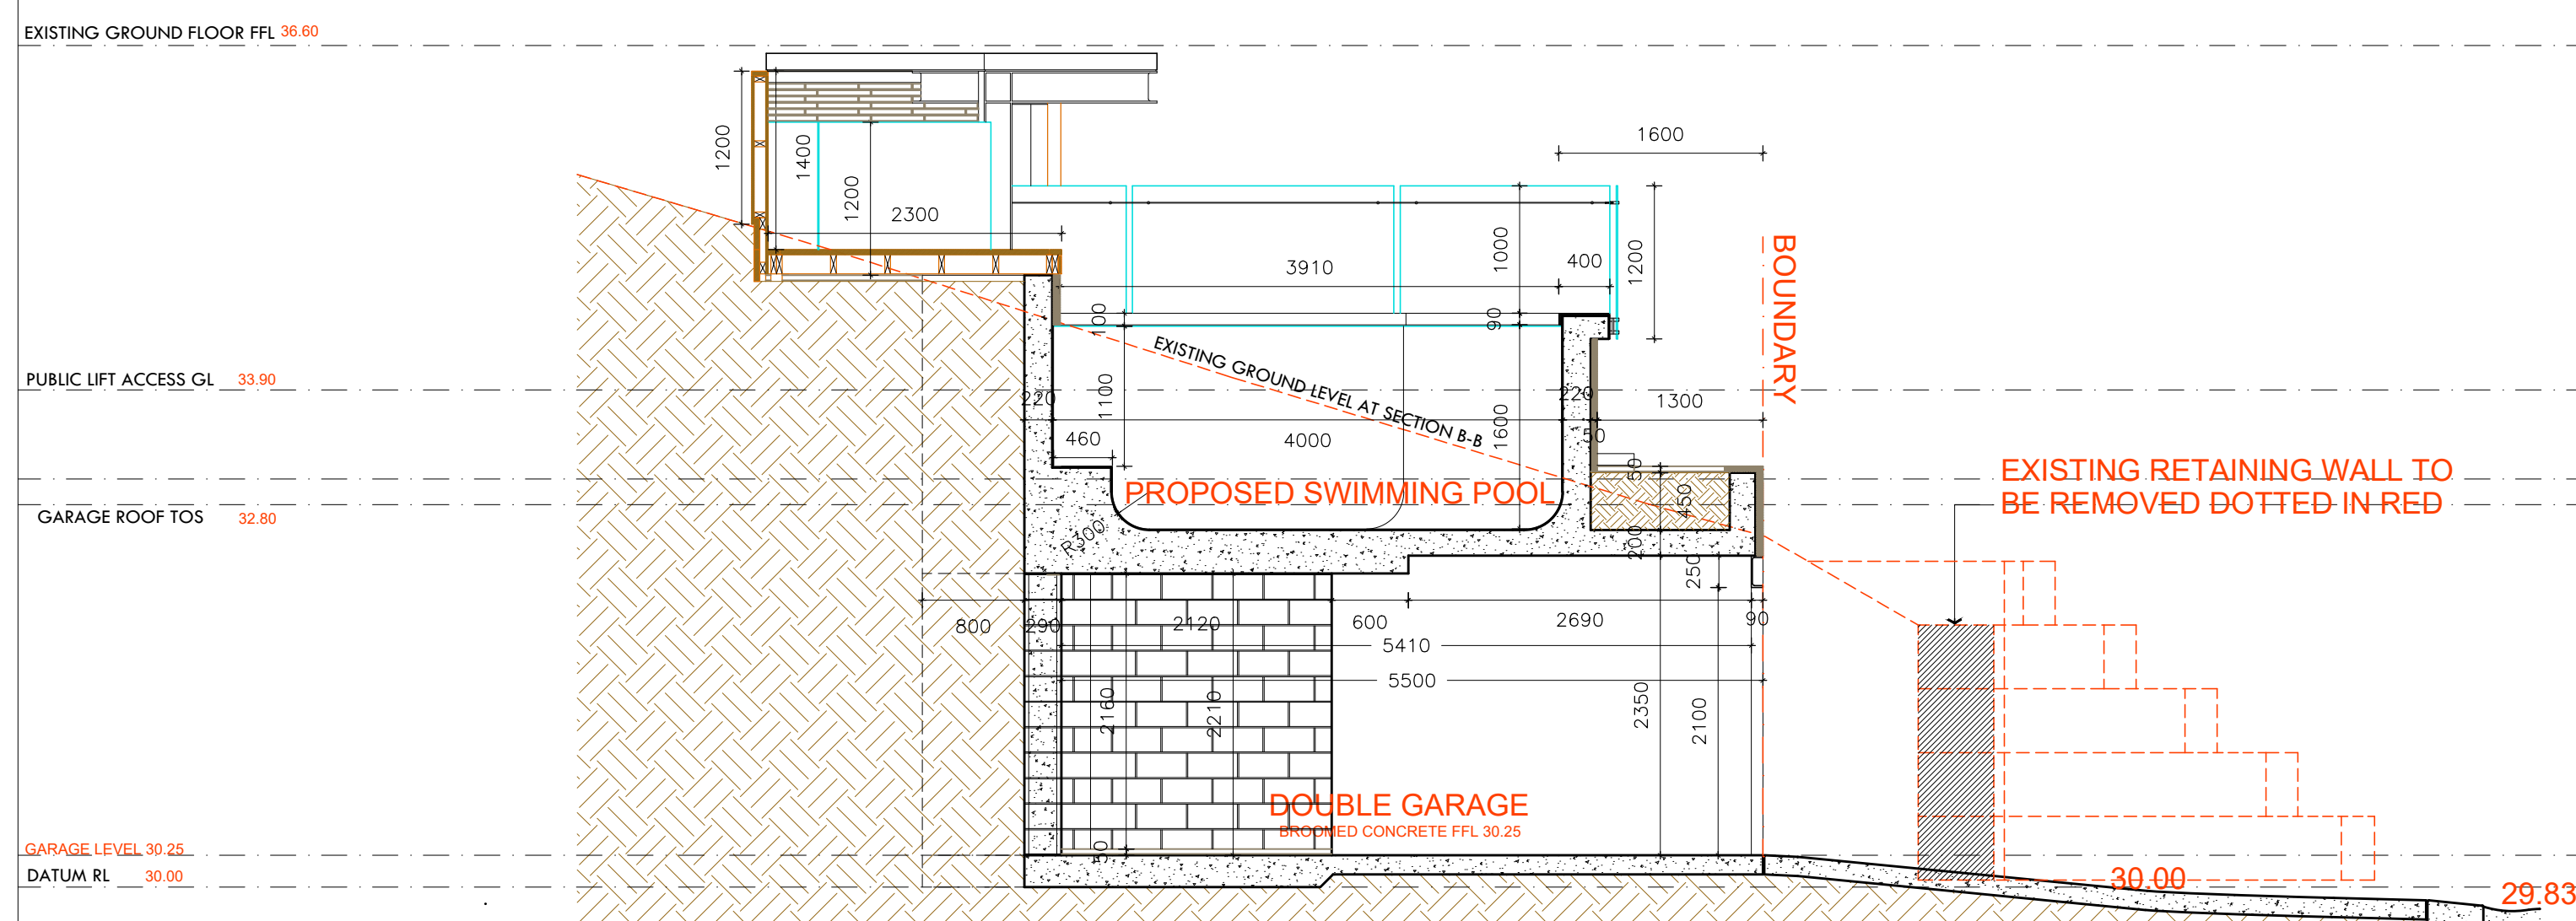 EXISTING GROUND FLOOR FFL 36.60
1200
1400
1200
2300
1600
3910
1000
400
1200
BOUNDARY
100
90
EXISTING GROUND LEVEL AT SECTION B-B
PUBLIC LIFT ACCESS GL 33.90
220
1100
460
4000
1600
220
50
1300
PROPOSED SWIMMING POOL
50
450
EXISTING RETAINING WALL TO
BE REMOVED DOTTED IN RED
GARAGE ROOF TOS 32.80
R300
200
250
800
290
2120
600
2690
90
5410
5500
2160
2210
2350
2100
DOUBLE GARAGE
BROOMED CONCRETE FFL 30.25
50
GARAGE LEVEL 30.25
DATUM RL 30.00
30.00
29.83